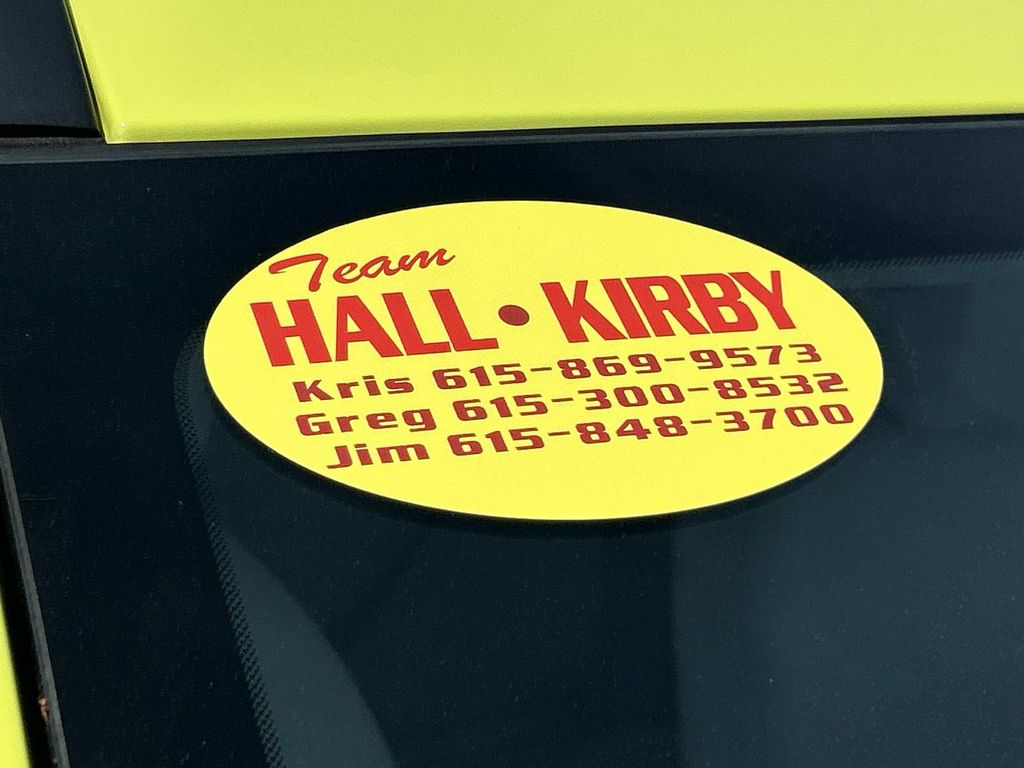 Team
HALL • KIRBY
Kris 615-869-9573
Greg 615-300-8532
Jim 615-848-3700